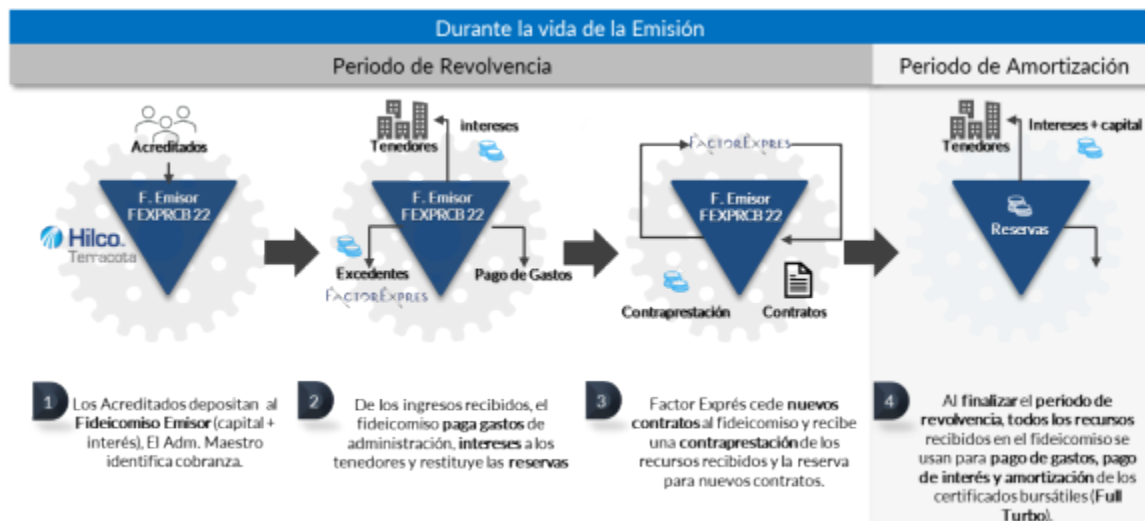 Durante la vida de la Emisión
Periodo de Revolvencia
Periodo de Amortización
Acreditados
F. Emisor
FEXPRCB 22
Hilco
Terracota
Tenedores
intereses
F. Emisor
FEXPRCB 22
Excedentes
FACTOREXPRES
Pago de Gastos
FACTOREXPRES
F. Emisor
FEXPRCB 22
Contraprestación
Contratos
Tenedores
Intereses + capital
Reservas
1
Los Acreditados depositan al
Fideicomiso Emisor (capital +
interés), El Adm. Maestro
identifica cobranza.
2
De los ingresos recibidos, el
fideicomiso paga gastos de
administración, intereses a los
tenedores y restituye las reservas
3
Factor Exprés cede nuevos
contratos al fideicomiso y recibe
una contraprestación de los
recursos recibidos y la reserva
para nuevos contratos.
4
Al finalizar el periodo de
revolvencia, todos los recursos
recibidos en el fideicomiso se
usan para pago de gastos, pago
de interés y amortización de los
certificados bursátiles (Full
Turbo).